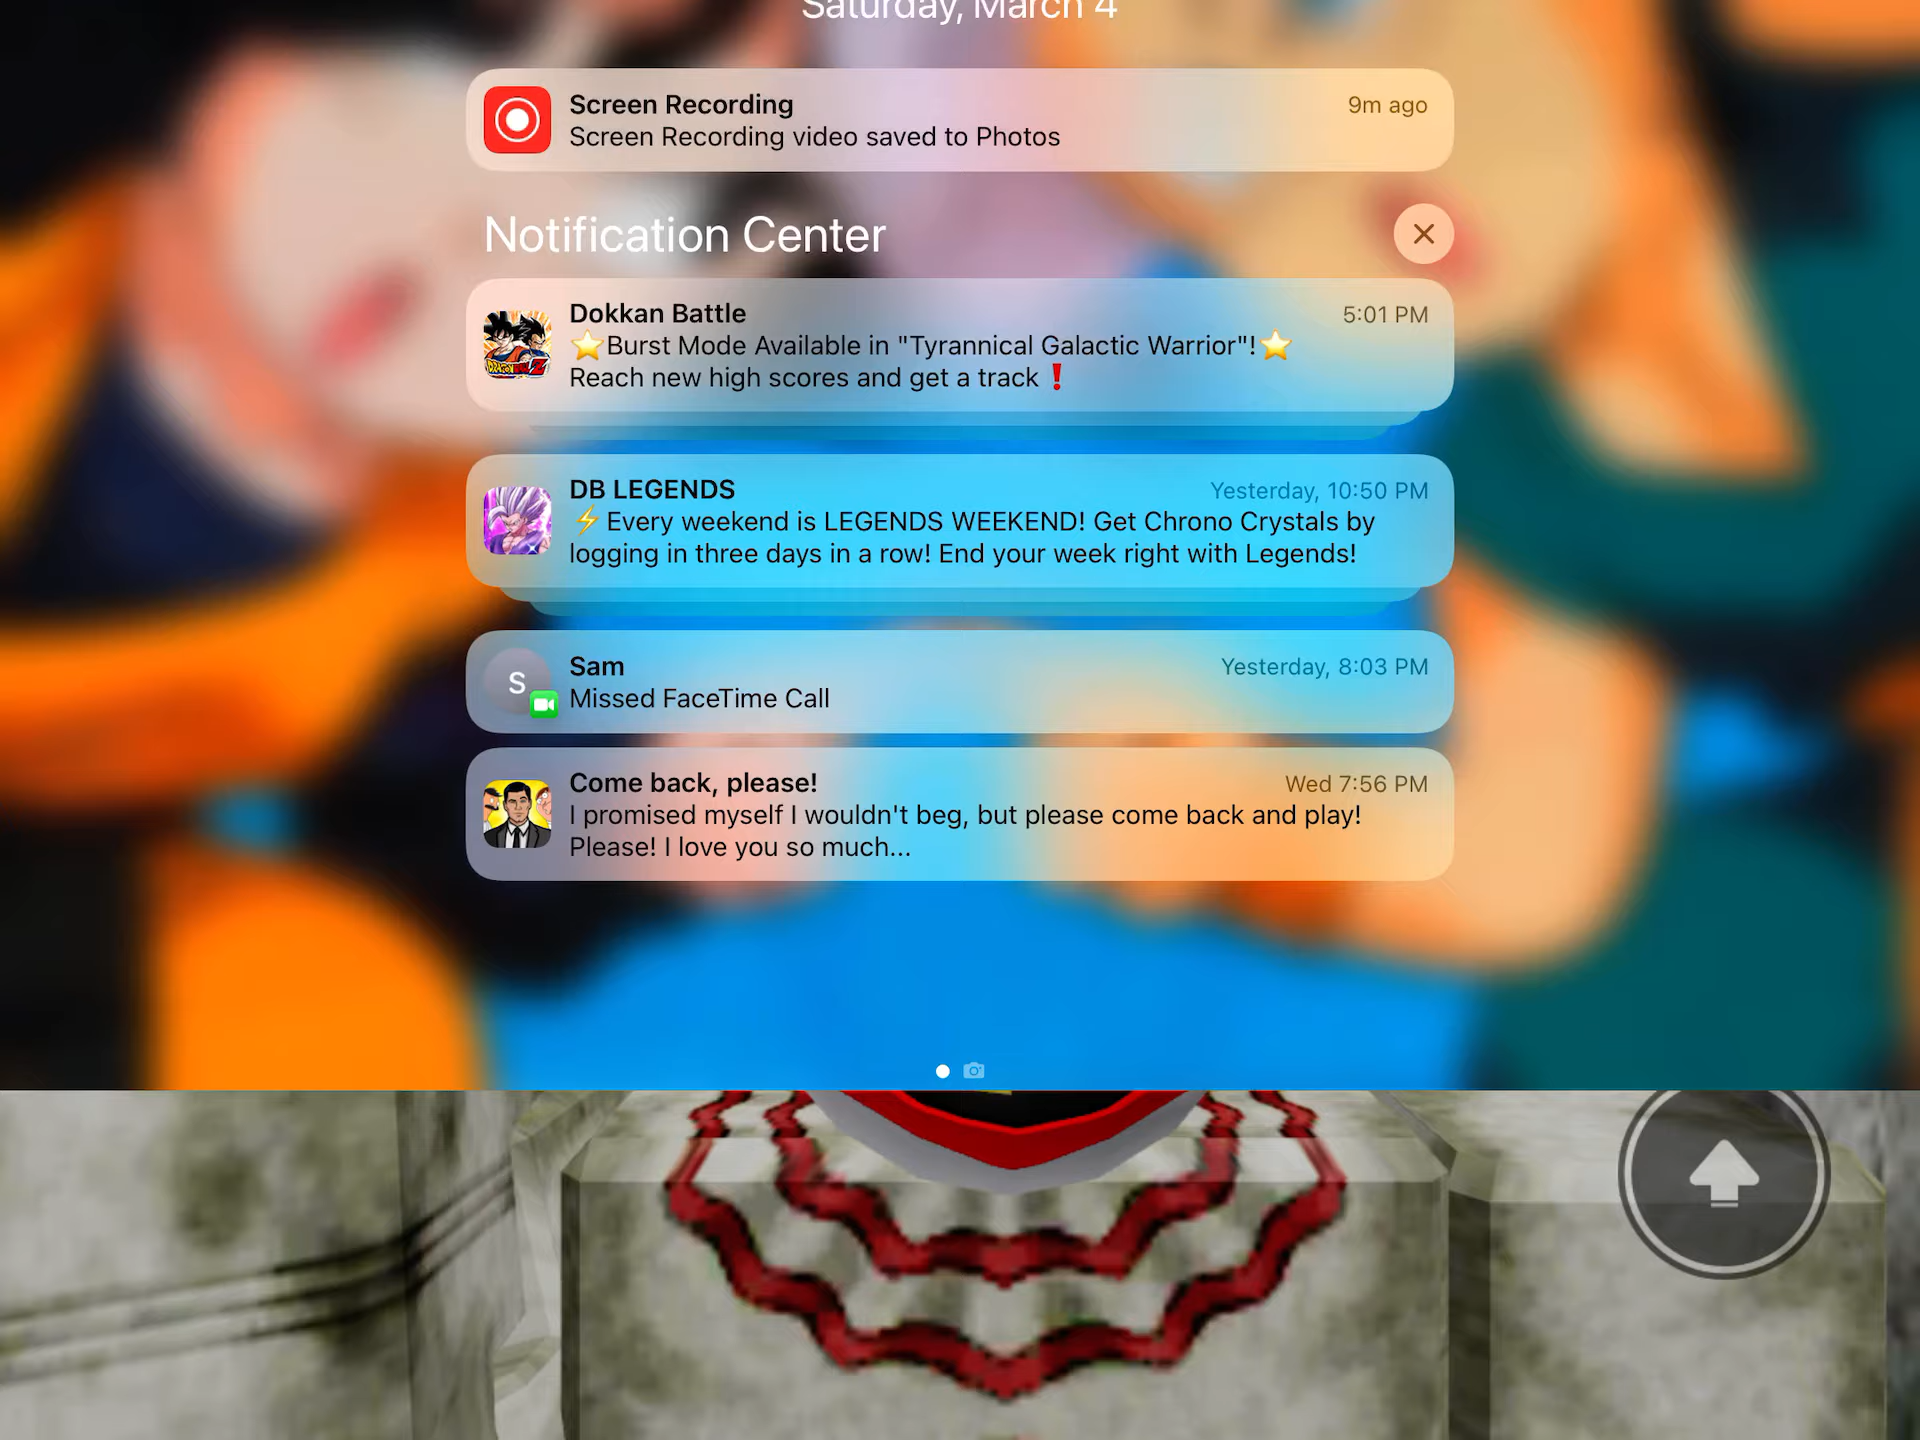 Saturday, March 4
Screen Recording
9m ago
Screen Recording video saved to Photos
Notification Center
Dokkan Battle
5:01 PM
⭐Burst Mode Available in "Tyrannical Galactic Warrior"!⭐
Reach new high scores and get a track❗
DB LEGENDS
Yesterday, 10:50 PM
⚡Every weekend is LEGENDS WEEKEND! Get Chrono Crystals by
logging in three days in a row! End your week right with Legends!
S
Sam
Yesterday, 8:03 PM
Missed FaceTime Call
Come back, please!
Wed 7:56 PM
I promised myself I wouldn't beg, but please come back and play!
Please! I love you so much...